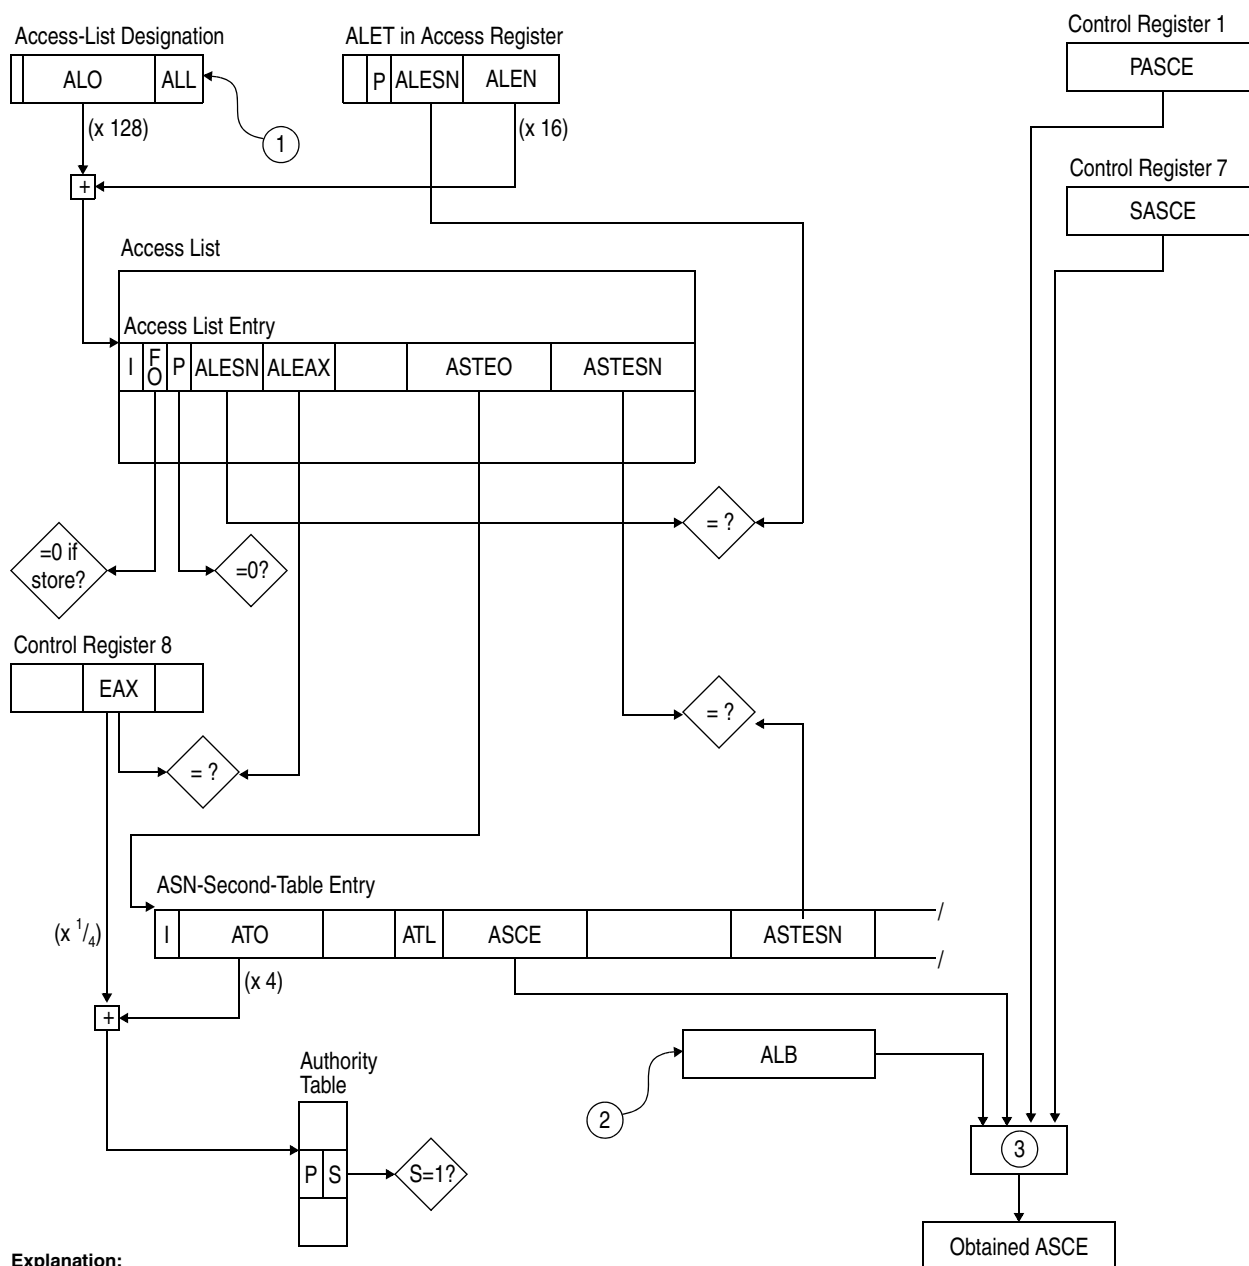 Control Register 1
Access-List Designation
ALET in Access Register
PASCE
ALO
ALL
P
ALESN
ALEN
(x 128)
1
(x 16)
Control Register 7
+
SASCE
Access List
Access List Entry
I
FO
P
ALESN
ALEAX
ASTEO
ASTESN
= ?
=0 if
store?
=0?
Control Register 8
EAX
= ?
= ?
ASN-Second-Table Entry
(x 1/4)
I
ATO
ATL
ASCE
ASTESN
/
/
(x 4)
+
Authority
Table
ALB
2
3
P
S
S=1?
Obtained ASCE
Explanation: